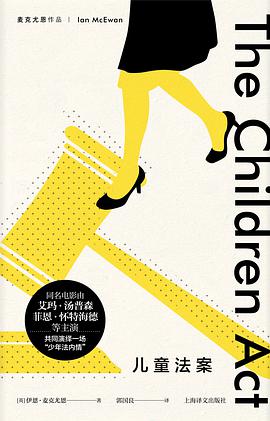 麦克尤恩作品 | Ian McEwan
The Children Act
同名电影由
艾玛·汤普森
菲恩·怀特海德
等主演
共同演绎一场
“少年法内情”
儿童法案
[英]伊恩·麦克尤恩——著 郭国良——译 上海译文出版社